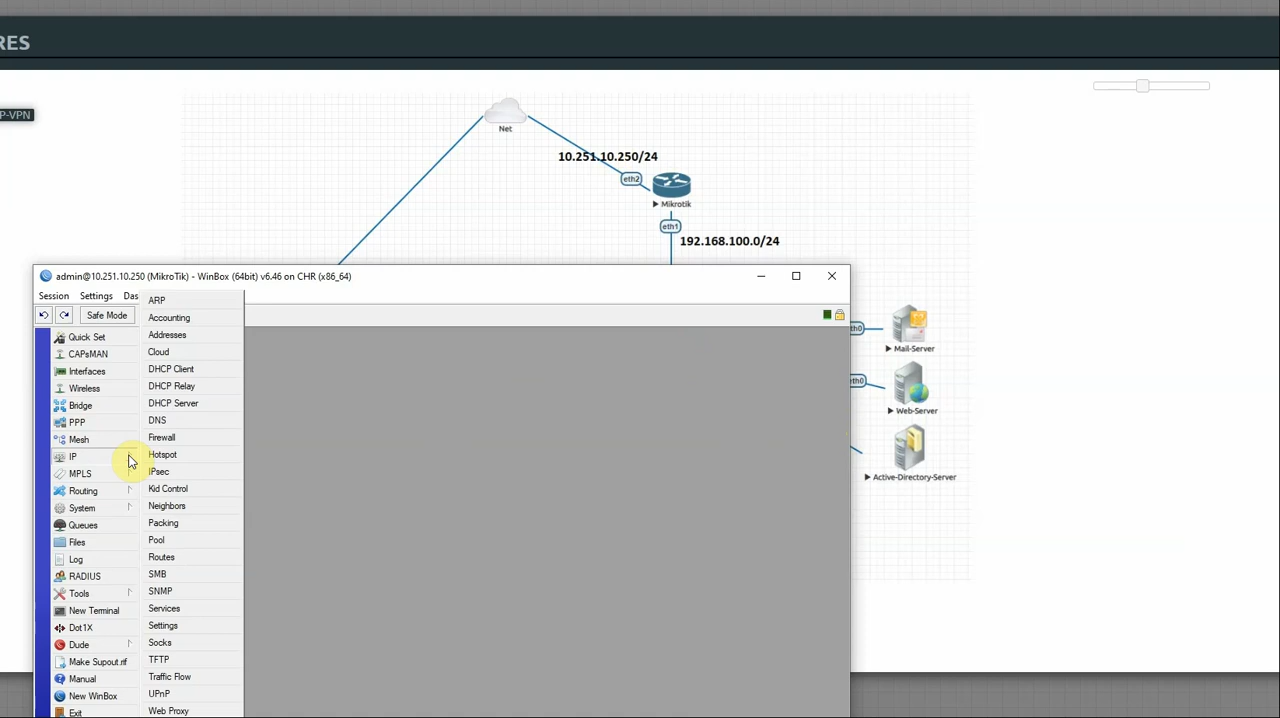 RES
P-VPN
Net
10.251.10.250/24
eth2
Mikrotik
eth1
192.168.100.0/24
admin@10.251.10.250 (MikroTik) - WinBox (64bit) v6.46 on CHR (x86_64)
Session Settings Das
Safe Mode
Quick Set
CAPsMAN
Interfaces
Wireless
Bridge
PPP
Mesh
IP
MPLS
Routing
System
Queues
Files
Log
RADIUS
Tools
New Terminal
Dot1X
Dude
Make Supout.rif
Manual
New WinBox
Exit
ARP
Accounting
Addresses
Cloud
DHCP Client
DHCP Relay
DHCP Server
DNS
Firewall
Hotspot
IPsec
Kid Control
Neighbors
Packing
Pool
Routes
SMB
SNMP
Services
Settings
Socks
TFTP
Traffic Flow
UPnP
Web Proxy
th0
Mail-Server
eth0
Web-Server
Active-Directory-Server